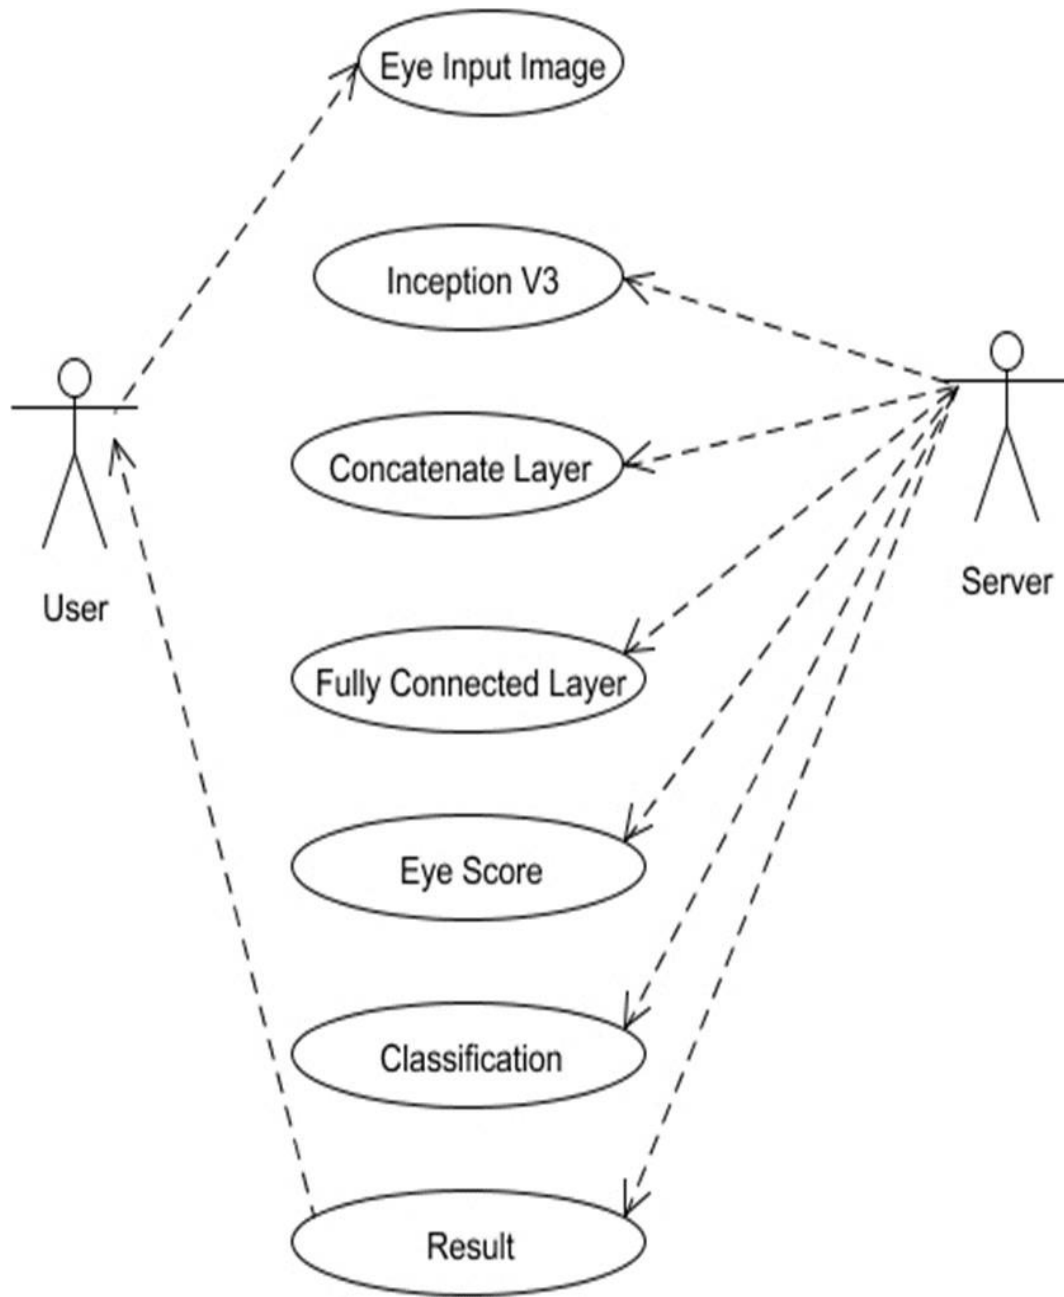 Eye Input Image
Inception V3
Concatenate Layer
User
Server
Fully Connected Layer
Eye Score
Classification
Result